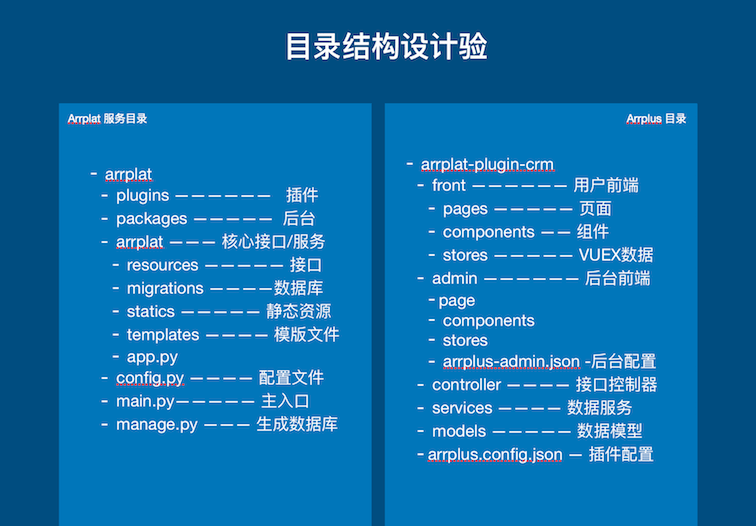 目录结构设计验
Arrplat 服务目录
- arrplat
- plugins —————— 插件
- packages ————— 后台
- arrplat ——— 核心接口/服务
- resources ————— 接口
- migrations ————数据库
- statics ————— 静态资源
- templates ———— 模版文件
- app.py
- config.py ———— 配置文件
- main.py————— 主入口
- manage.py ——— 生成数据库
Arrplus 目录
- arrplat-plugin-crm
- front —————— 用户前端
- pages ————— 页面
- components —— 组件
- stores ————— VUEX数据
- admin —————— 后台前端
-page
- components
- stores
- arrplus-admin.json -后台配置
- controller ———— 接口控制器
- services ————— 数据服务
- models ————— 数据模型
-arrplus.config.json — 插件配置